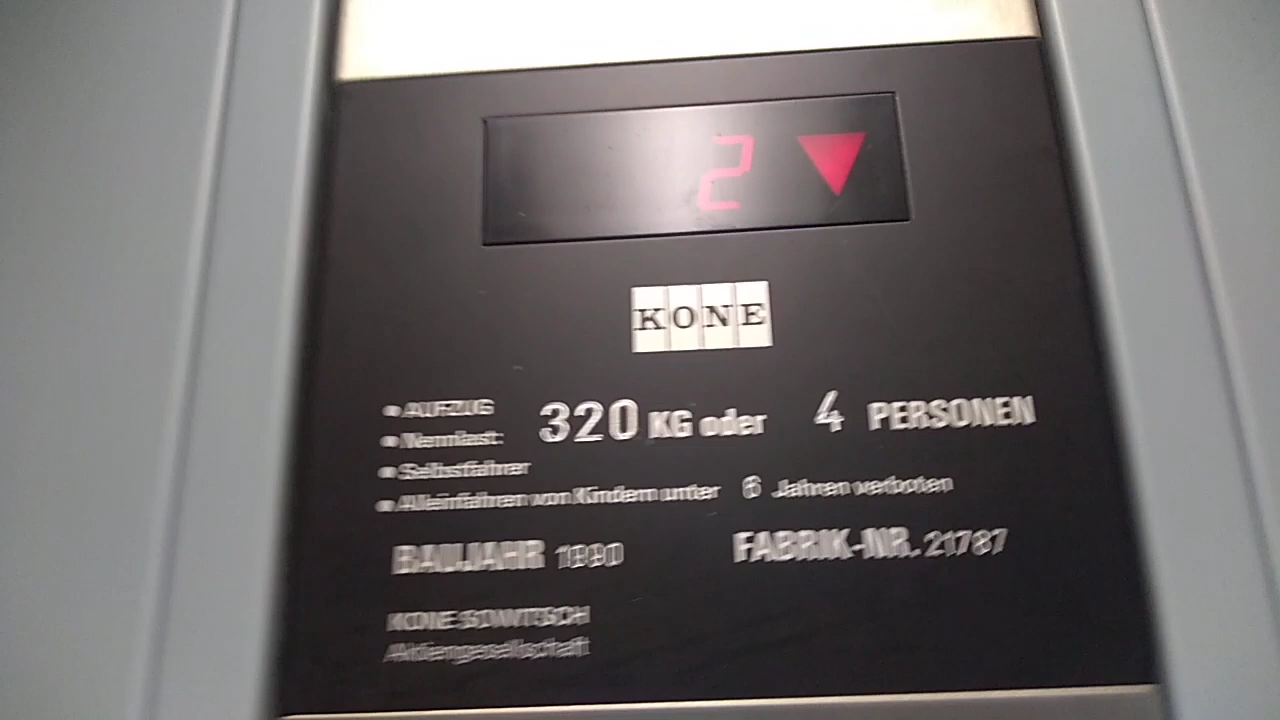 2
KONE
• AUFZUG
• Nennlast: 320 KG oder 4 PERSONEN
• Selbstfahrer
• Alleinfahren von Kindern unter 6 Jahren verboten
BAUJAHR 1990 FABRIK-NR. 21787
KONE SOWITSCH
Aktiengesellschaft